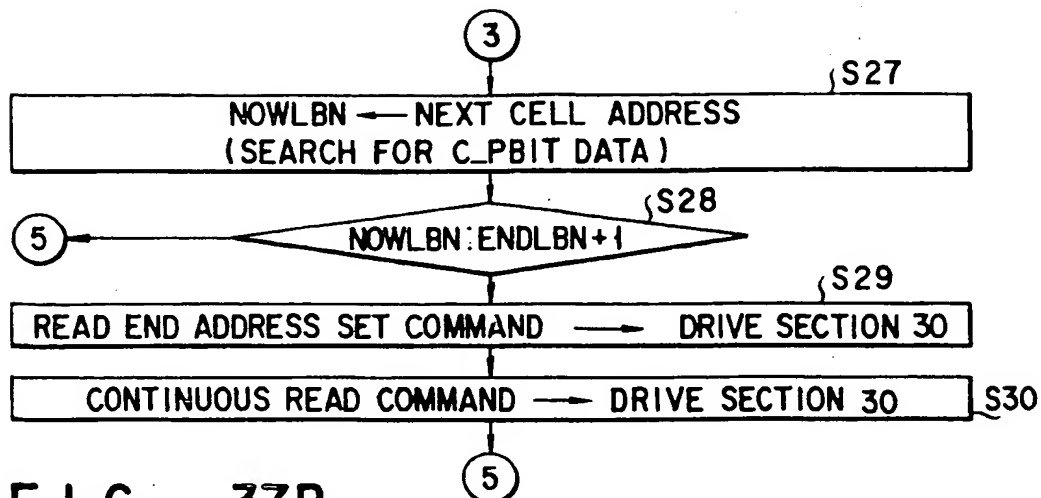 3
S27
NOWLBN ← NEXT CELL ADDRESS
(SEARCH FOR C_PBIT DATA)
S28
5
NOWLBN:ENDLBN+1
S29
READ END ADDRESS SET COMMAND → DRIVE SECTION 30
CONTINUOUS READ COMMAND → DRIVE SECTION 30
S30
5